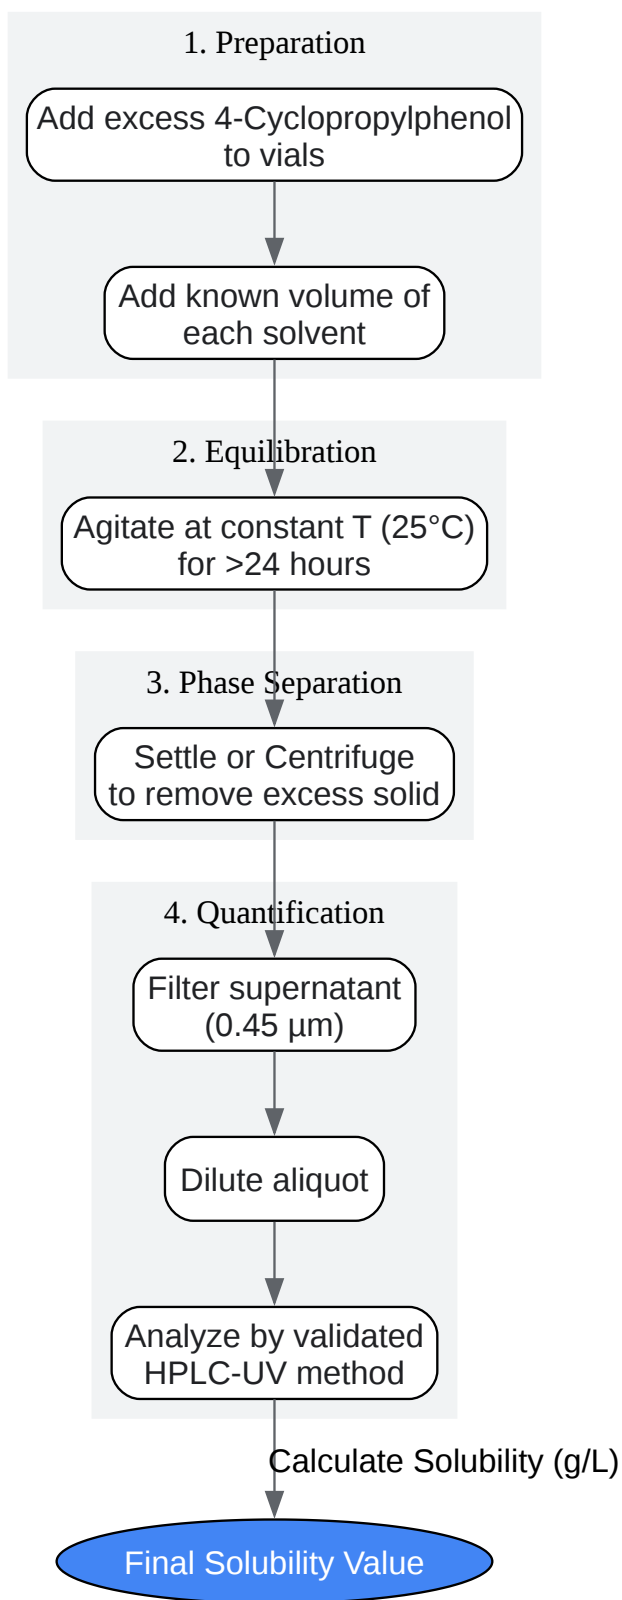 1. Preparation
Add excess 4-Cyclopropylphenol
to vials
Add known volume of
each solvent
2. Equilibration
Agitate at constant T (25°C)
for >24 hours
3. Phase Separation
Settle or Centrifuge
to remove excess solid
4. Quantification
Filter supernatant
(0.45 µm)
Dilute aliquot
Analyze by validated
HPLC-UV method
Calculate Solubility (g/L)
Final Solubility Value